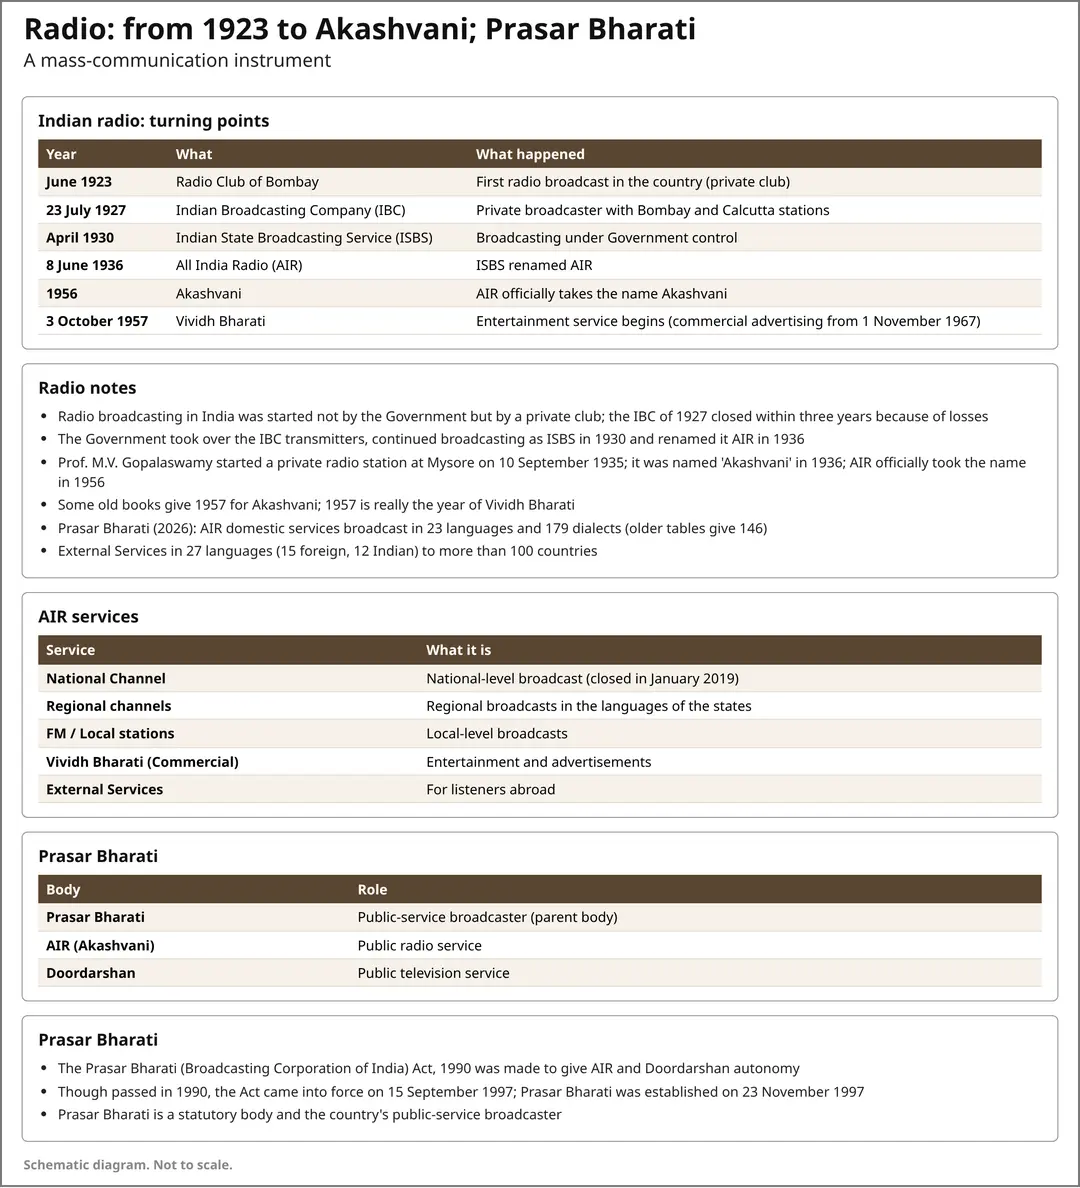 Radio: from 1923 to Akashvani; Prasar Bharati
A mass-communication instrument
Indian radio: turning points
Year What What happened
June 1923 Radio Club of Bombay First radio broadcast in the country (private club)
23 July 1927 Indian Broadcasting Company (IBC) Private broadcaster with Bombay and Calcutta stations
April 1930 Indian State Broadcasting Service (ISBS) Broadcasting under Government control
8 June 1936 All India Radio (AIR) ISBS renamed AIR
1956 Akashvani AIR officially takes the name Akashvani
3 October 1957 Vividh Bharati Entertainment service begins (commercial advertising from 1 November 1967)
Radio notes
• Radio broadcasting in India was started not by the Government but by a private club; the IBC of 1927 closed within three years because of losses
• The Government took over the IBC transmitters, continued broadcasting as ISBS in 1930 and renamed it AIR in 1936
• Prof. M.V. Gopalaswamy started a private radio station at Mysore on 10 September 1935; it was named 'Akashvani' in 1936; AIR officially took the name
in 1956
• Some old books give 1957 for Akashvani; 1957 is really the year of Vividh Bharati
• Prasar Bharati (2026): AIR domestic services broadcast in 23 languages and 179 dialects (older tables give 146)
• External Services in 27 languages (15 foreign, 12 Indian) to more than 100 countries
AIR services
Service What it is
National Channel National-level broadcast (closed in January 2019)
Regional channels Regional broadcasts in the languages of the states
FM / Local stations Local-level broadcasts
Vividh Bharati (Commercial) Entertainment and advertisements
External Services For listeners abroad
Prasar Bharati
Body Role
Prasar Bharati Public-service broadcaster (parent body)
AIR (Akashvani) Public radio service
Doordarshan Public television service
Prasar Bharati
• The Prasar Bharati (Broadcasting Corporation of India) Act, 1990 was made to give AIR and Doordarshan autonomy
• Though passed in 1990, the Act came into force on 15 September 1997; Prasar Bharati was established on 23 November 1997
• Prasar Bharati is a statutory body and the country's public-service broadcaster
Schematic diagram. Not to scale.